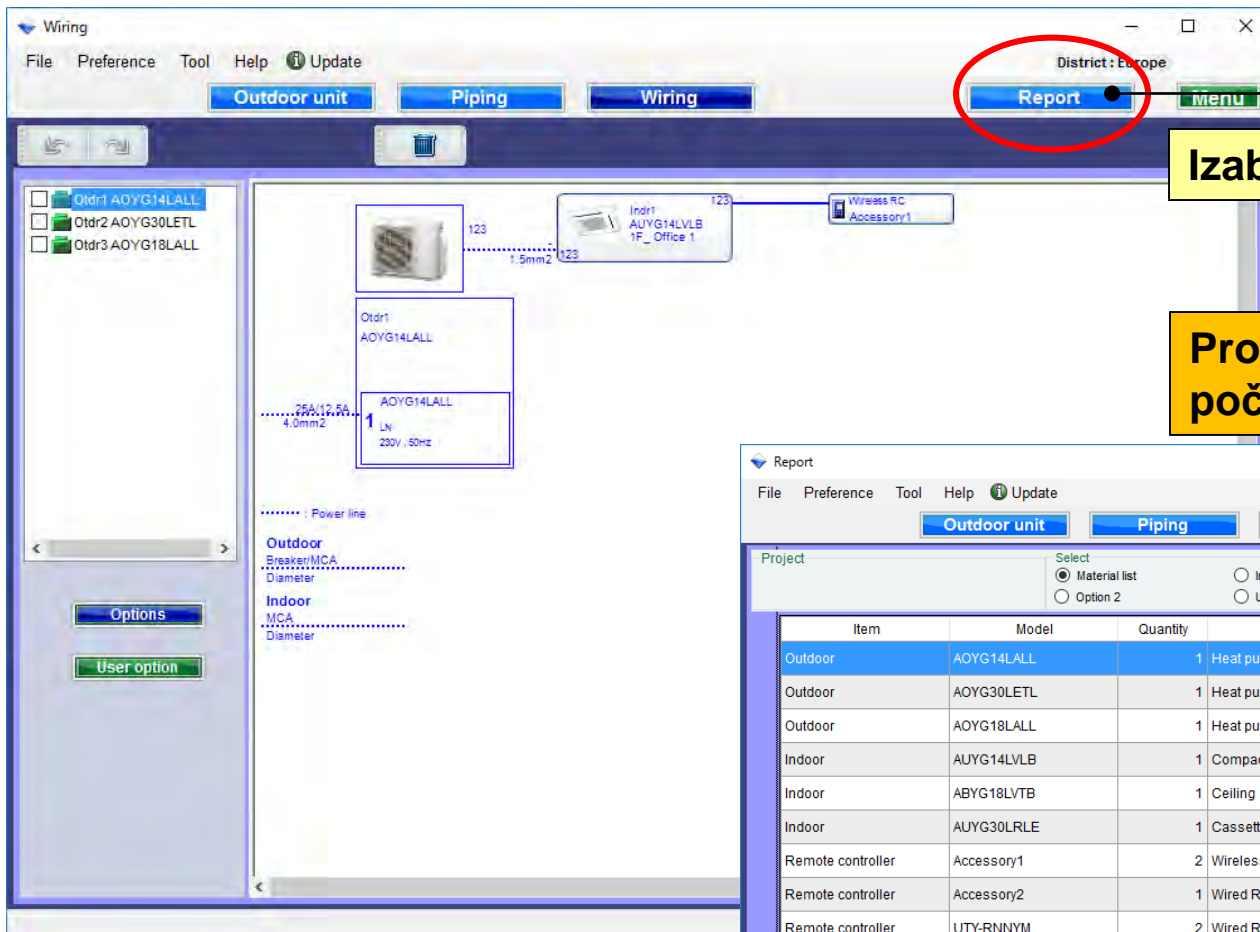 Wiring
File Preference Tool Help Update
District : Europe
Outdoor unit Piping Wiring Report Menu
Otdr1 AOYG14LALL
Otdr2 AOYG30LETL
Otdr3 AOYG18LALL
123
1.5mm2
123
Indr1
AUYG14LVLB
1F_ Office 1
123
Wireless RC
Accessory1
Otdr1
AOYG14LALL
25A/12.5A
4.0mm2
AOYG14LALL
1 LN
230V , 50Hz
: Power line
Outdoor
Breaker/MCA
Diameter
Indoor
MCA
Diameter
Options
User option
Izab
Pro
poč
Report
File Preference Tool Help Update
Outdoor unit Piping
Project
Select
Material list
Option 2
Item Model Quantity
Outdoor AOYG14LALL 1 Heat pu
Outdoor AOYG30LETL 1 Heat pu
Outdoor AOYG18LALL 1 Heat pu
Indoor AUYG14LVLB 1 Compa
Indoor ABYG18LVTB 1 Ceiling
Indoor AUYG30LRLE 1 Cassett
Remote controller Accessory1 2 Wireles
Remote controller Accessory2 1 Wired R
Remote controller UTY-RNNYM 2 Wired R